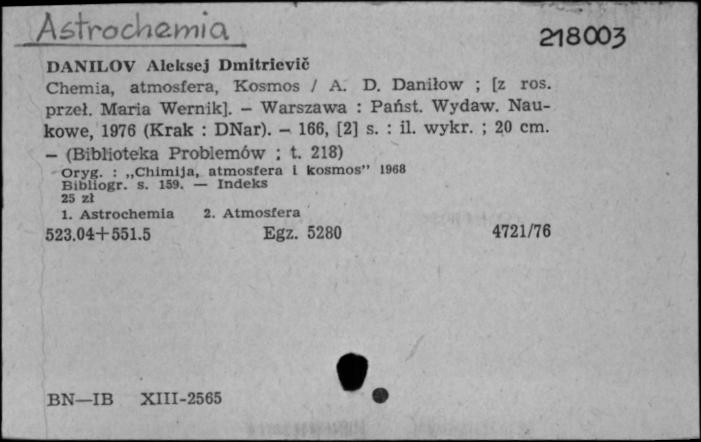 Astrochemia
218003
DANILOV Aleksej Dmitrievič
Chemia, atmosfera, Kosmos / A. D. Daniłow ; [z ros.
przeł. Maria Wernik]. — Warszawa : Państ. Wydaw. Nau-
kowe, 1976 (Krak : DNar). — 166, [2] s. : il. wykr. ; 20 cm.
— (Biblioteka Problemów ; t. 218)
Oryg. : „Chimija, atmosfera i kosmos” 1968
Bibliogr. s. 159. — Indeks
25 zł
1. Astrochemia 2. Atmosfera
523.04+551.5 Egz. 5280 4721/76
BN—IB XIII-2565